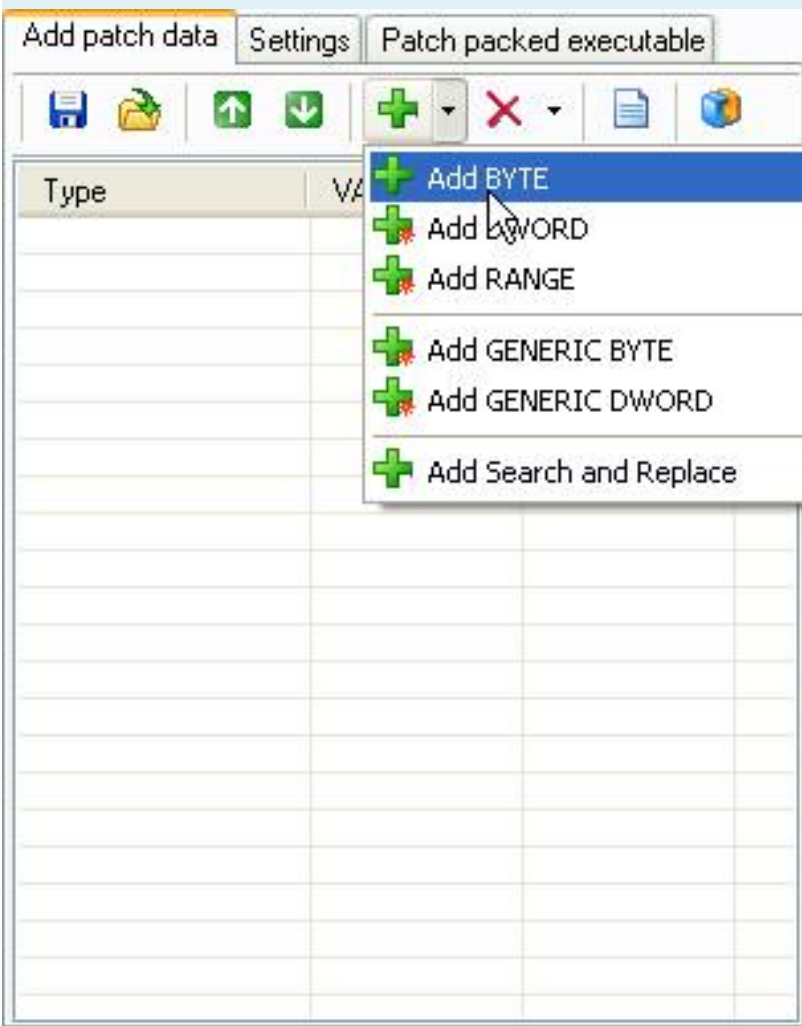 Add patch data Settings Patch packed executable
Type VA
Add BYTE
Add DWORD
Add RANGE
Add GENERIC BYTE
Add GENERIC DWORD
Add Search and Replace